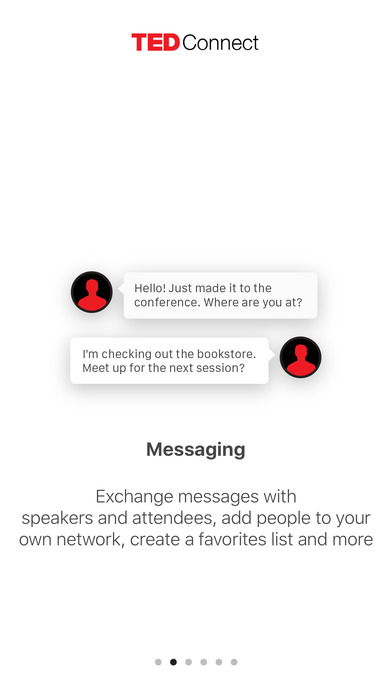 TED Connect
Hello! Just made it to the
conference. Where are you at?
I'm checking out the bookstore.
Meet up for the next session?
Messaging
Exchange messages with
speakers and attendees, add people to your
own network, create a favorites list and more